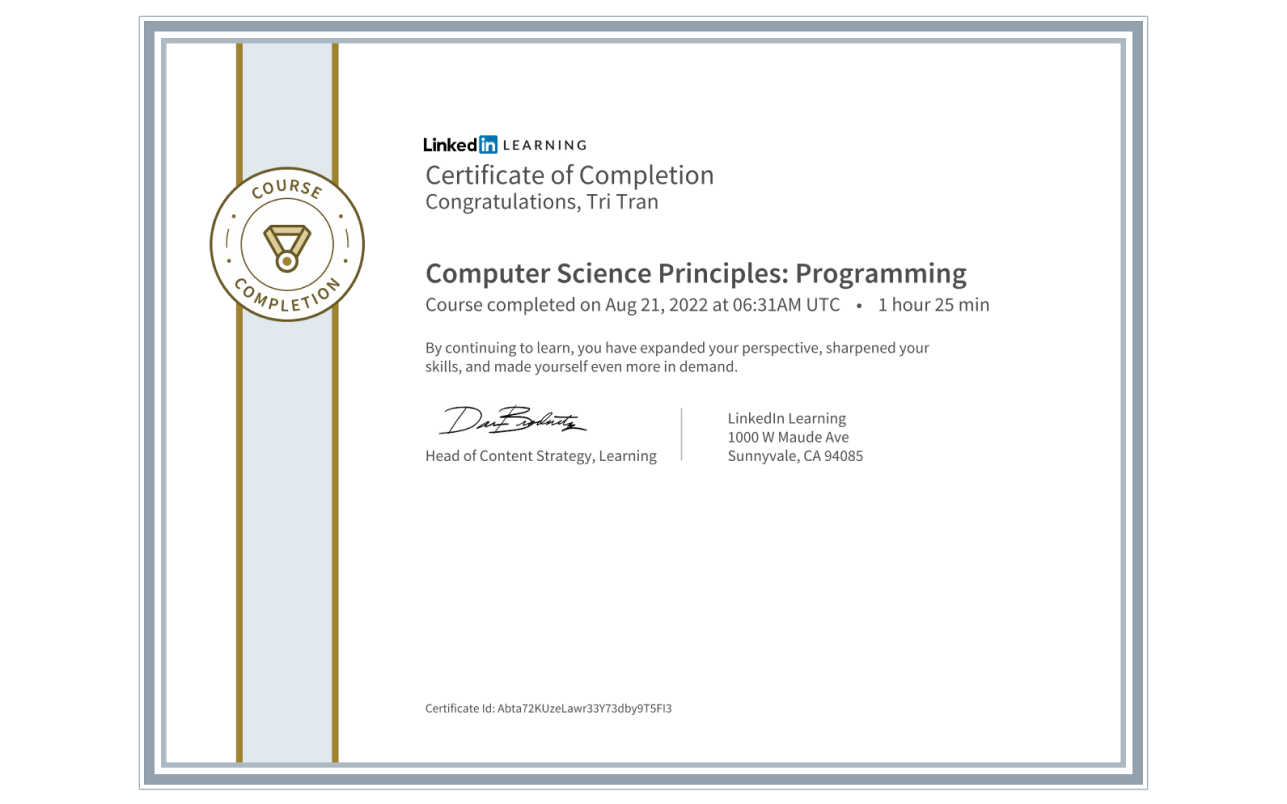 COURSE
COMPLETION
Linked in LEARNING
Certificate of Completion
Congratulations, Tri Tran
Computer Science Principles: Programming
Course completed on Aug 21, 2022 at 06:31AM UTC • 1 hour 25 min
By continuing to learn, you have expanded your perspective, sharpened your
skills, and made yourself even more in demand.
Head of Content Strategy, Learning
LinkedIn Learning
1000 W Maude Ave
Sunnyvale, CA 94085
Certificate Id: Abta72KUzeLawr33Y73dby9T5FI3